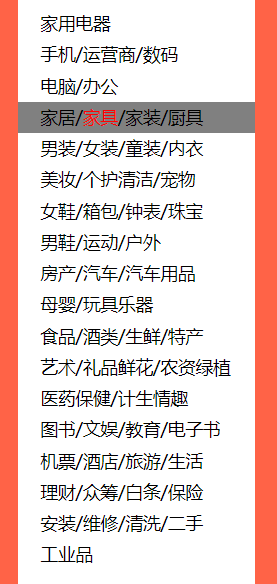 家用电器
手机/运营商/数码
电脑/办公
家居/家具/家装/厨具
男装/女装/童装/内衣
美妆/个护清洁/宠物
女鞋/箱包/钟表/珠宝
男鞋/运动/户外
房产/汽车/汽车用品
母婴/玩具乐器
食品/酒类/生鲜/特产
艺术/礼品鲜花/农资绿植
医药保健/计生情趣
图书/文娱/教育/电子书
机票/酒店/旅游/生活
理财/众筹/白条/保险
安装/维修/清洗/二手
工业品